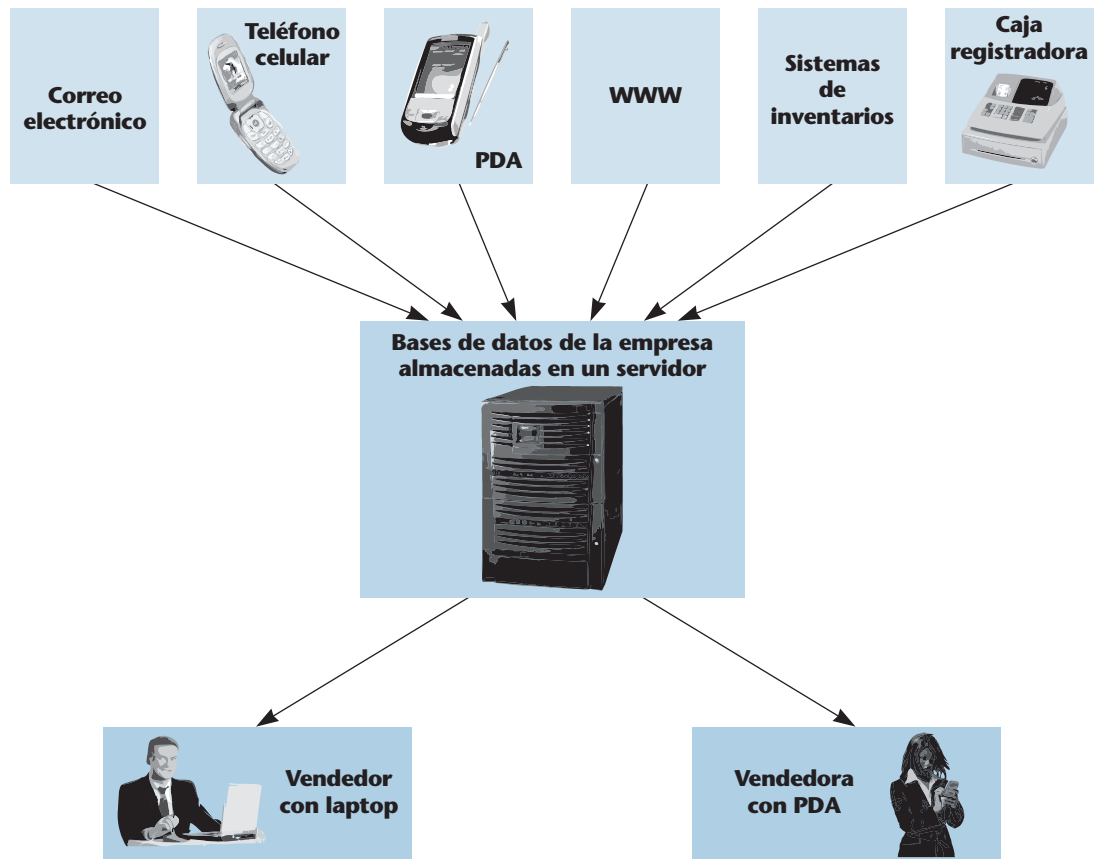 Correo
electrónico
Teléfono
celular
PDA
WWW
Sistemas
de
inventarios
Caja
registradora
Bases de datos de la empresa
almacenadas en un servidor
Vendedor
con laptop
Vendedora
con PDA